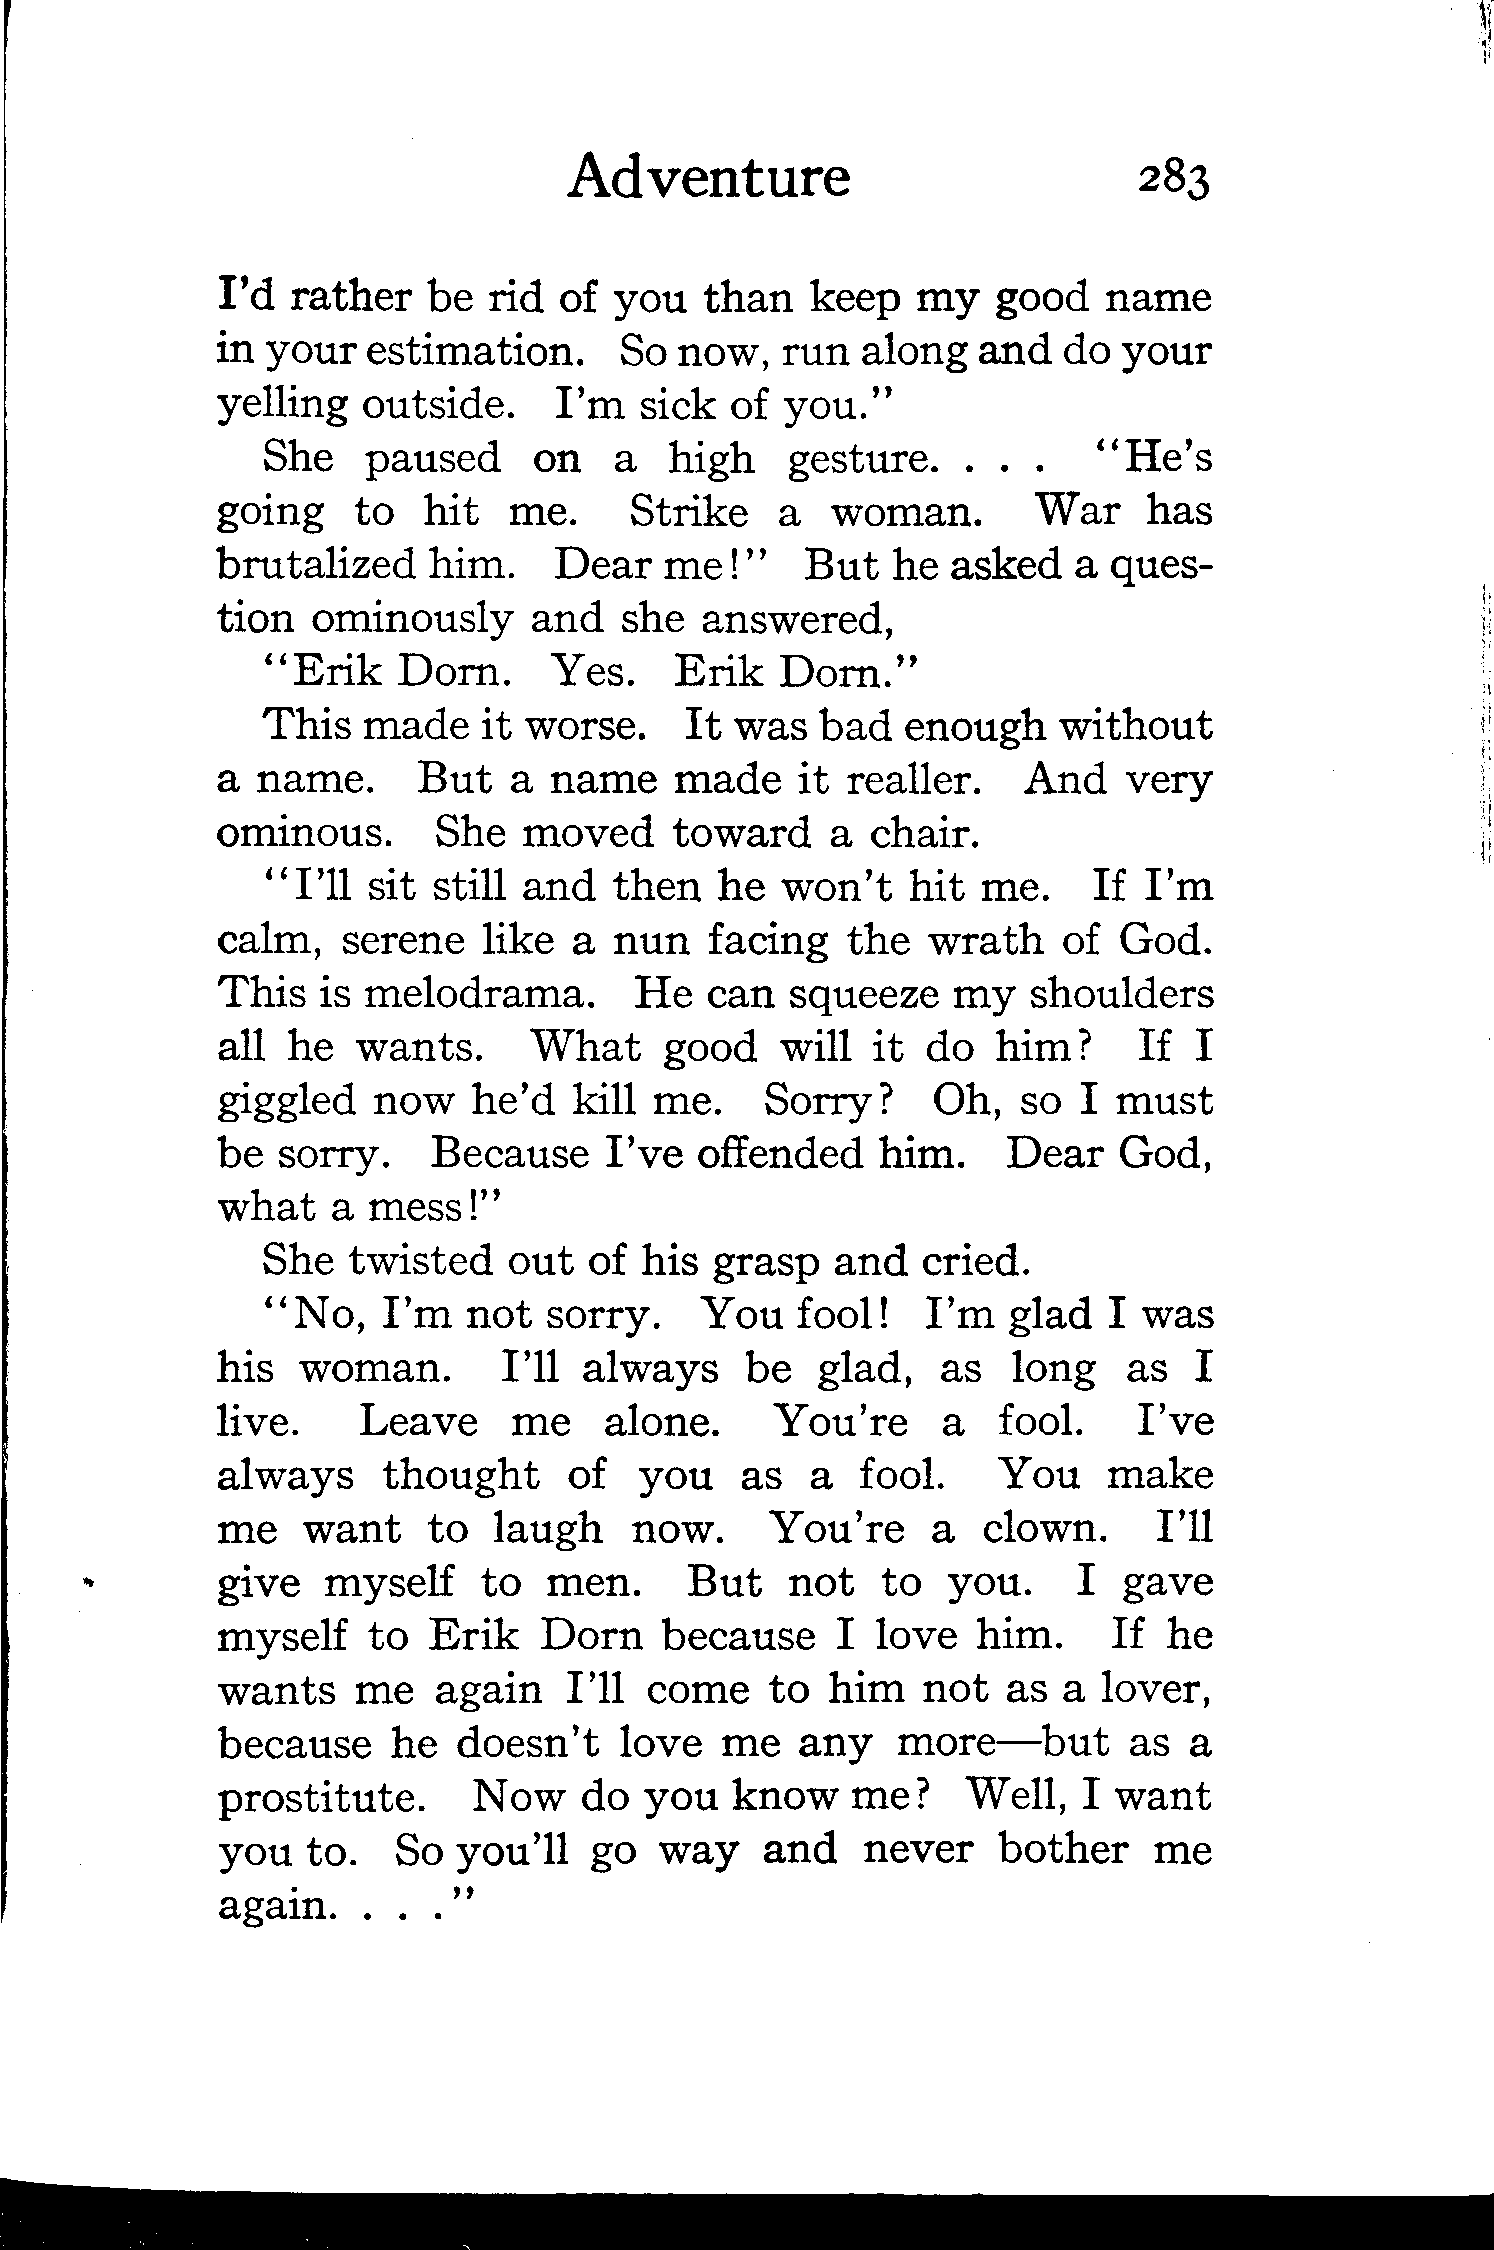 Adventure 283
I'd rather be rid of you than keep my good name
in your estimation. So now, run along and do your
yelling outside. I'm sick of you."
She paused on a high gesture. . . . "He's
going to hit me. Strike a woman. War has
brutalized him. Dear me!" But he asked a ques-
tion ominously and she answered,
"Erik Dorn. Yes. Erik Dorn."
This made it worse. It was bad enough without
a name. But a name made it realler. And very
ominous. She moved toward a chair.
"I'll sit still and then he won't hit me. If I'm
calm, serene like a nun facing the wrath of God.
This is melodrama. He can squeeze my shoulders
all he wants. What good will it do him? If I
giggled now he'd kill me. Sorry? Oh, so I must
be sorry. Because I've offended him. Dear God,
what a mess!"
She twisted out of his grasp and cried.
"No, I'm not sorry. You fool! I'm glad I was
his woman. I'll always be glad, as long as I
live. Leave me alone. You're a fool. I've
always thought of you as a fool. You make
me want to laugh now. You're a clown. I'll
give myself to men. But not to you. I gave
myself to Erik Dorn because I love him. If he
wants me again I'll come to him not as a lover,
because he doesn't love me any more—but as a
prostitute. Now do you know me? Well, I want
you to. So you'll go way and never bother me
again. . . ."